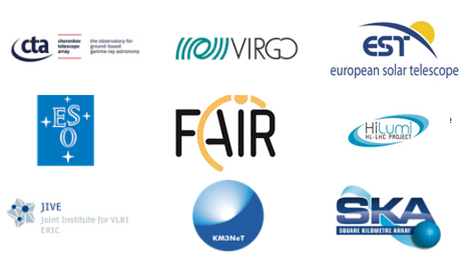 cta
cherenkov
telescope
array
the observatory for
ground-based
gamma-ray astronomy
VIRGO
EST
european solar telescope
ES
O
FAIR
HiLumi
HL-LHC PROJECT
e
JIVE
Joint Institute for VLBI
ERIC
KM3NeT
SKA
SQUARE KILOMETRE ARRAY